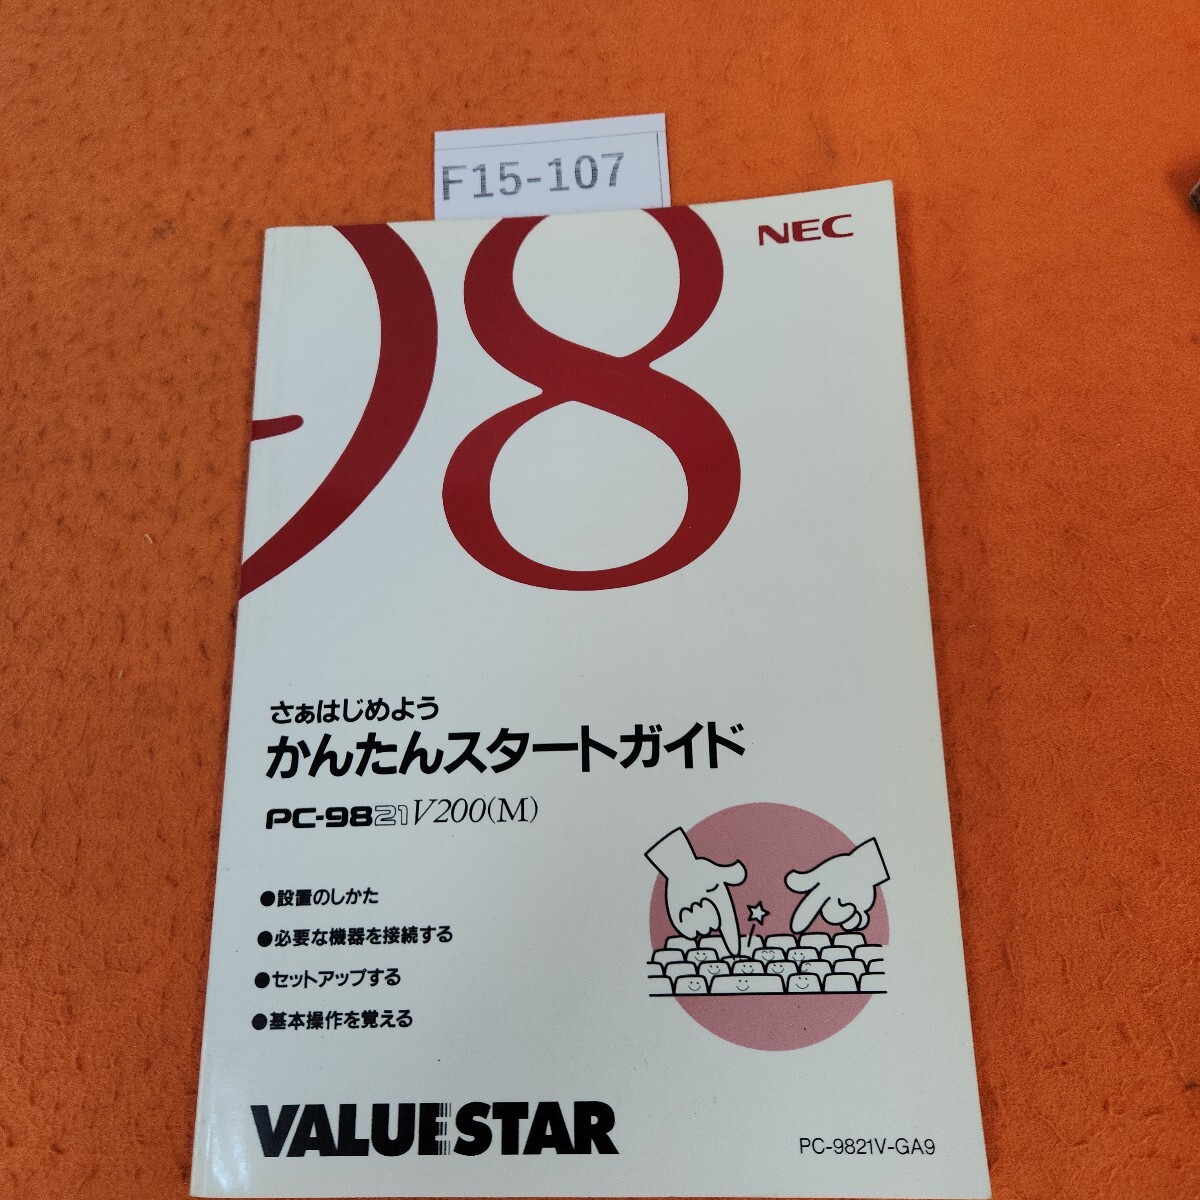 F15-107
98
NEC
さぁはじめよう
かんたんスタートガイド
PC-9821 V200(M)
●設置のしかた
●必要な機器を接続する
●セットアップする
●基本操作を覚える
VALUESTAR
PC-9821V-GA9